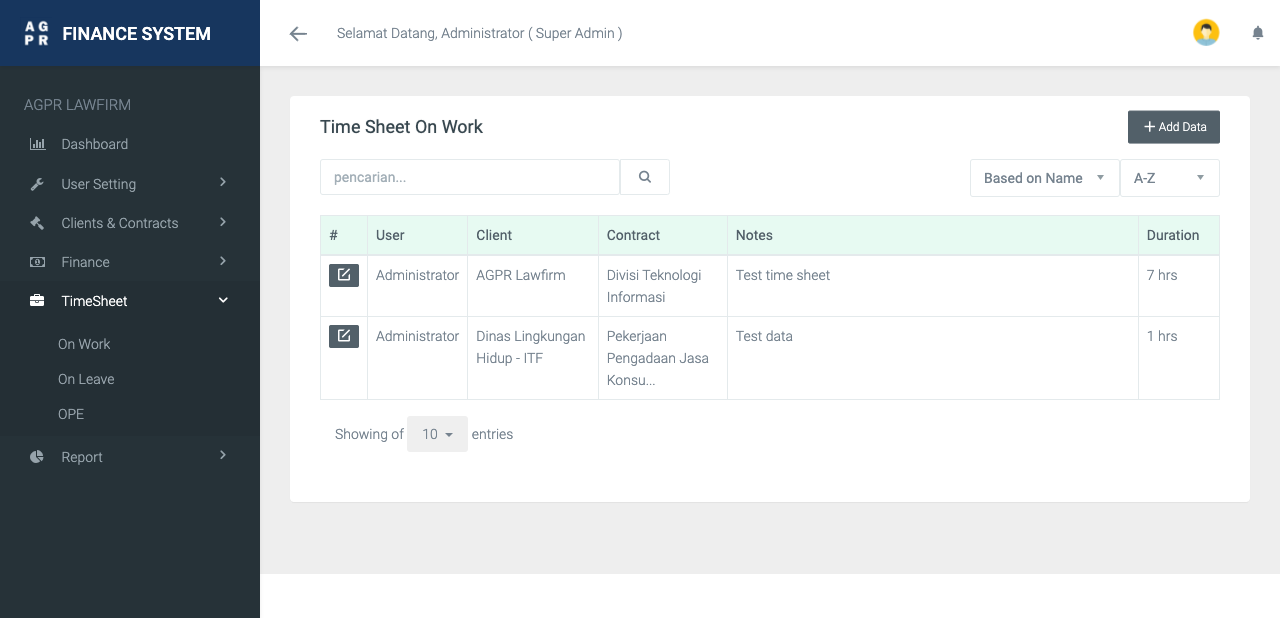 AG
PR
FINANCE SYSTEM
Selamat Datang, Administrator ( Super Admin )
AGPR LAWFIRM
Dashboard
User Setting
Clients & Contracts
Finance
TimeSheet
On Work
On Leave
OPE
Report
Time Sheet On Work
Add Data
pencarian...
Based on Name
A-Z
# User Client Contract Notes Duration
Administrator AGPR Lawfirm Divisi Teknologi Test time sheet 7 hrs
Informasi
Administrator Dinas Lingkungan Pekerjaan Test data 1 hrs
Hidup - ITF Pengadaan Jasa
Konsu...
Showing of 10 entries